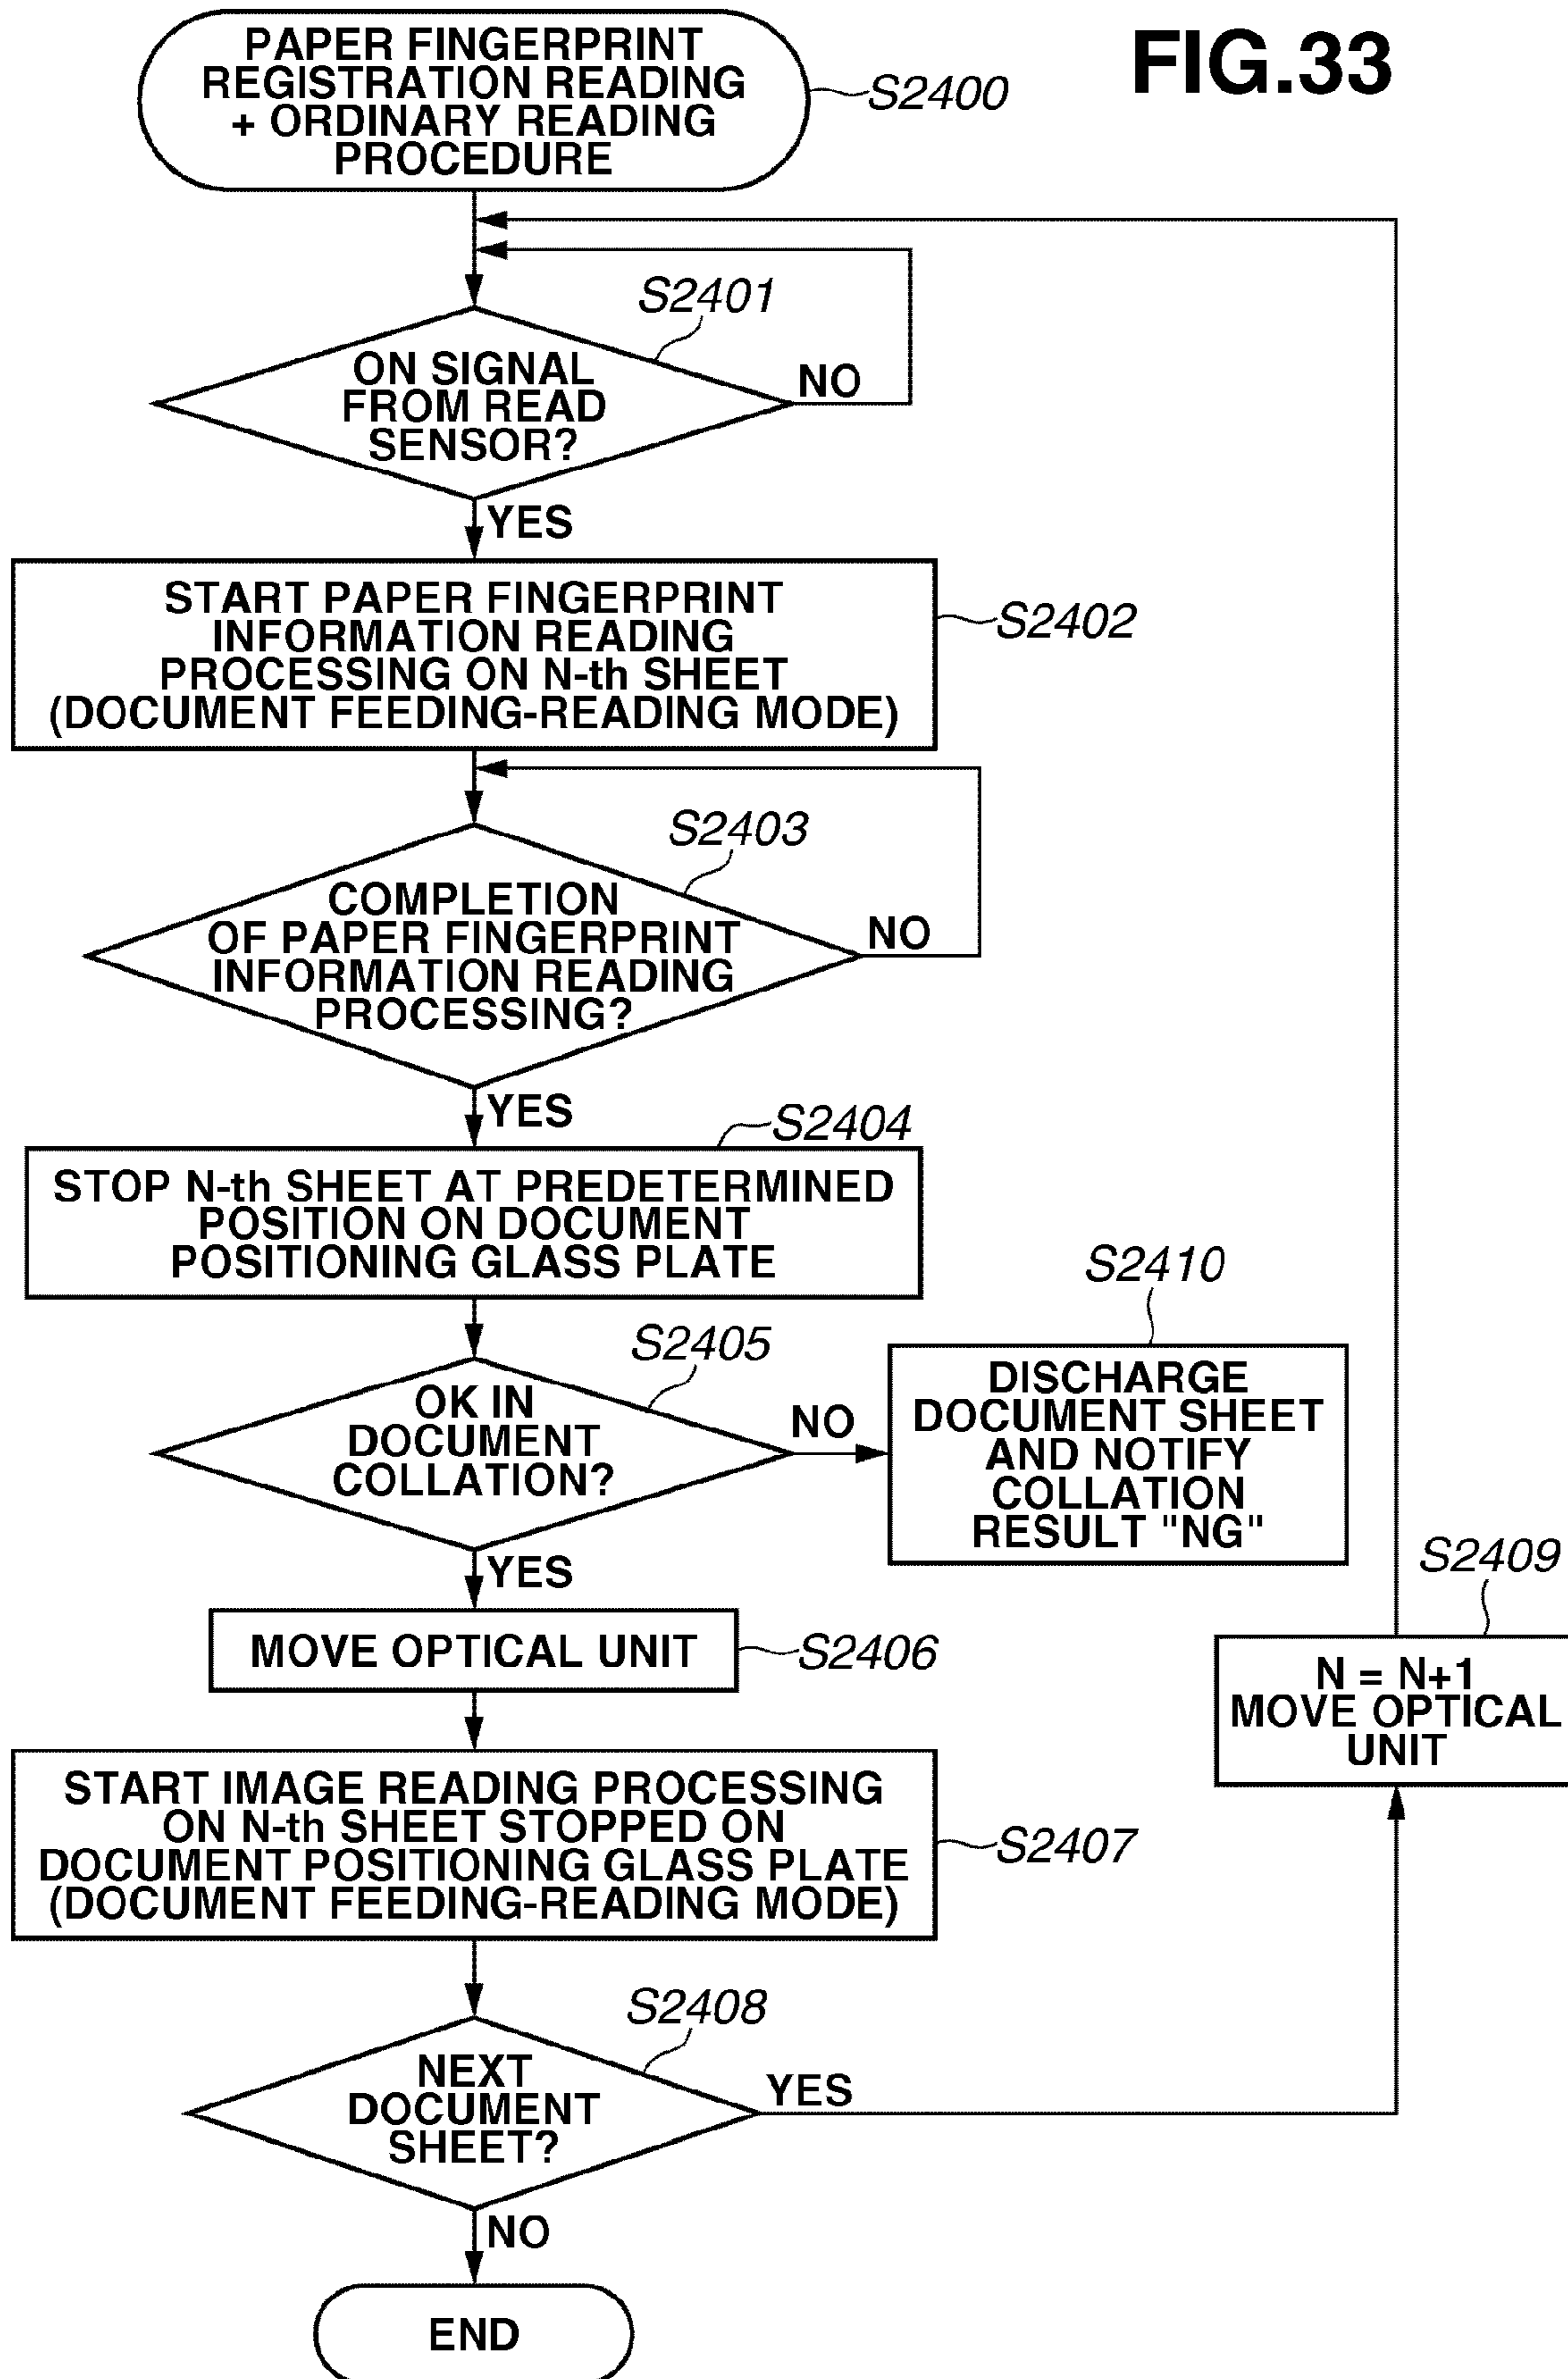 FIG.33
PAPER FINGERPRINT
REGISTRATION READING
+ ORDINARY READING
PROCEDURE
S2400
S2401
ON SIGNAL
FROM READ
SENSOR?
NO
YES
START PAPER FINGERPRINT
INFORMATION READING
PROCESSING ON N-th SHEET
(DOCUMENT FEEDING-READING MODE)
S2402
S2403
COMPLETION
OF PAPER FINGERPRINT
INFORMATION READING
PROCESSING?
NO
YES
S2404
STOP N-th SHEET AT PREDETERMINED
POSITION ON DOCUMENT
POSITIONING GLASS PLATE
S2405
OK IN
DOCUMENT
COLLATION?
NO
S2410
DISCHARGE
DOCUMENT SHEET
AND NOTIFY
COLLATION
RESULT "NG"
YES
MOVE OPTICAL UNIT
S2406
S2409
N = N+1
MOVE OPTICAL
UNIT
START IMAGE READING PROCESSING
ON N-th SHEET STOPPED ON
DOCUMENT POSITIONING GLASS PLATE
(DOCUMENT FEEDING-READING MODE)
S2407
S2408
NEXT
DOCUMENT
SHEET?
YES
NO
END